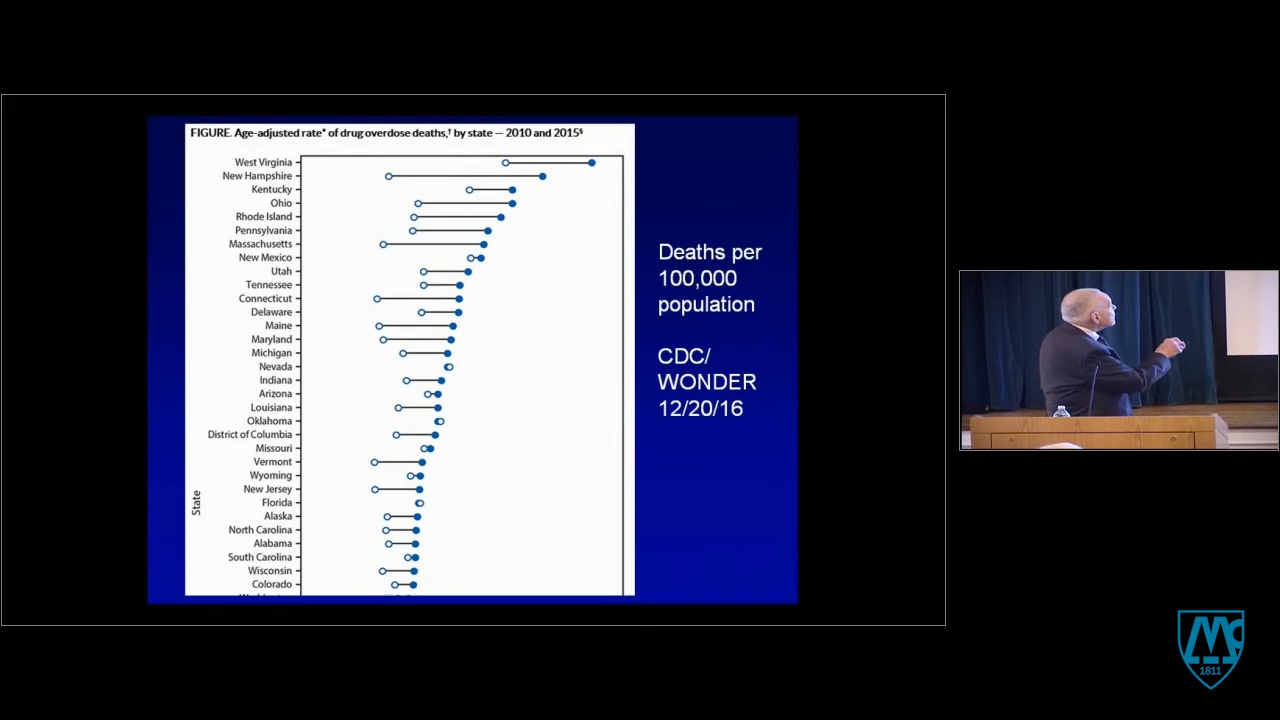 FIGURE. Age-adjusted rate* of drug overdose deaths,† by state — 2010 and 2015§
West Virginia
New Hampshire
Kentucky
Ohio
Rhode Island
Pennsylvania
Massachusetts
New Mexico
Utah
Tennessee
Connecticut
Delaware
Maine
Maryland
Michigan
Nevada
Indiana
Arizona
Louisiana
Oklahoma
District of Columbia
Missouri
Vermont
Wyoming
New Jersey
Florida
Alaska
North Carolina
Alabama
South Carolina
Wisconsin
Colorado
State
Deaths per
100,000
population
CDC/
WONDER
12/20/16
1811